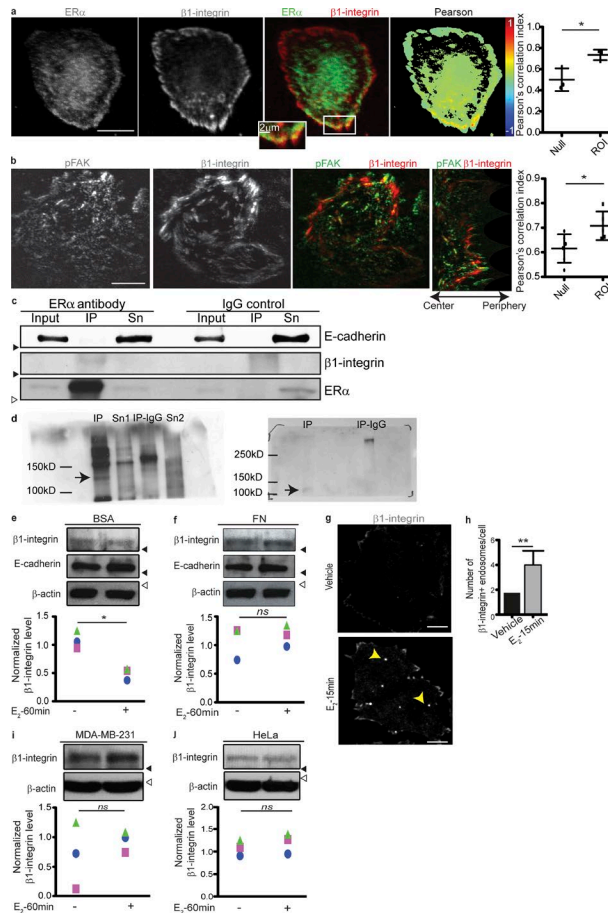 a ERα β1-integrin ERα β1-integrin Pearson
2um
1
-1
Pearson's correlation index
1.0
0.8
0.6
0.4
0.2
0.0
*
Null ROI
b pFAK β1-integrin pFAK β1-integrin pFAK β1-integrin
Center Periphery
Pearson's correlation index
0.9
0.8
0.7
0.6
0.5
*
Null ROI
c ERα antibody IgG control
Input IP Sn Input IP Sn
E-cadherin
β1-integrin
ERα
d
IP Sn1 IP-IgG Sn2
150kD
100kD
IP IP-IgG
250kD
150kD
100kD
e BSA
β1-integrin
E-cadherin
β-actin
Normalized
β1-integrin level
1.5
1.0
0.5
0.0
*
E2-60min - +
f FN
β1-integrin
E-cadherin
β-actin
Normalized
β1-integrin level
1.5
1.0
0.5
0.0
ns
E2-60min - +
g β1-integrin
Vehicle
E2-15min
h
Number of
β1-integrin+ endosomes/cell
6
4
2
0
**
Vehicle
E2-15min
i MDA-MB-231
β1-integrin
β-actin
Normalized
β1-integrin level
1.5
1.0
0.5
0.0
ns
E2-60min - +
J HeLa
β1-integrin
β-actin
Normalized
β1-integrin level
2.0
1.5
1.0
0.5
0.0
ns
E2-60min - +